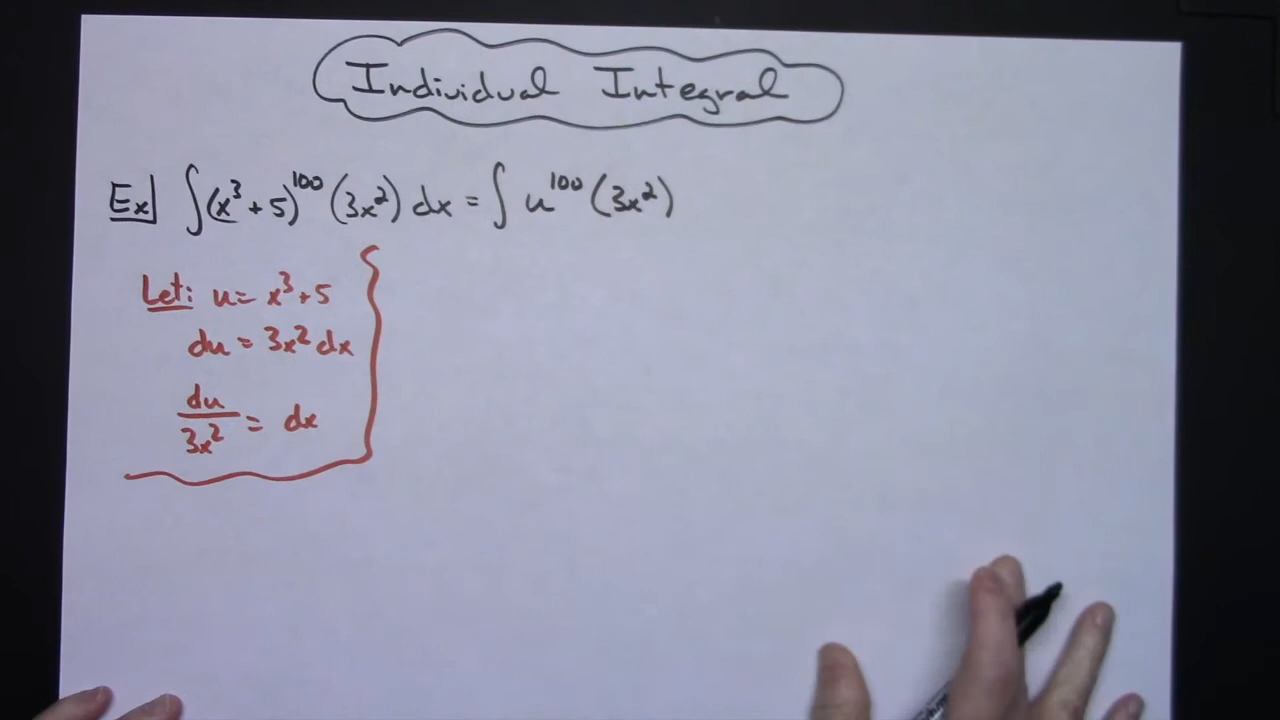 Individual Integral
Ex| ∫(x³+5)¹⁰⁰(3x²) dx = ∫ u¹⁰⁰(3x²)
Let: u = x³+5
du = 3x² dx
du/3x² = dx